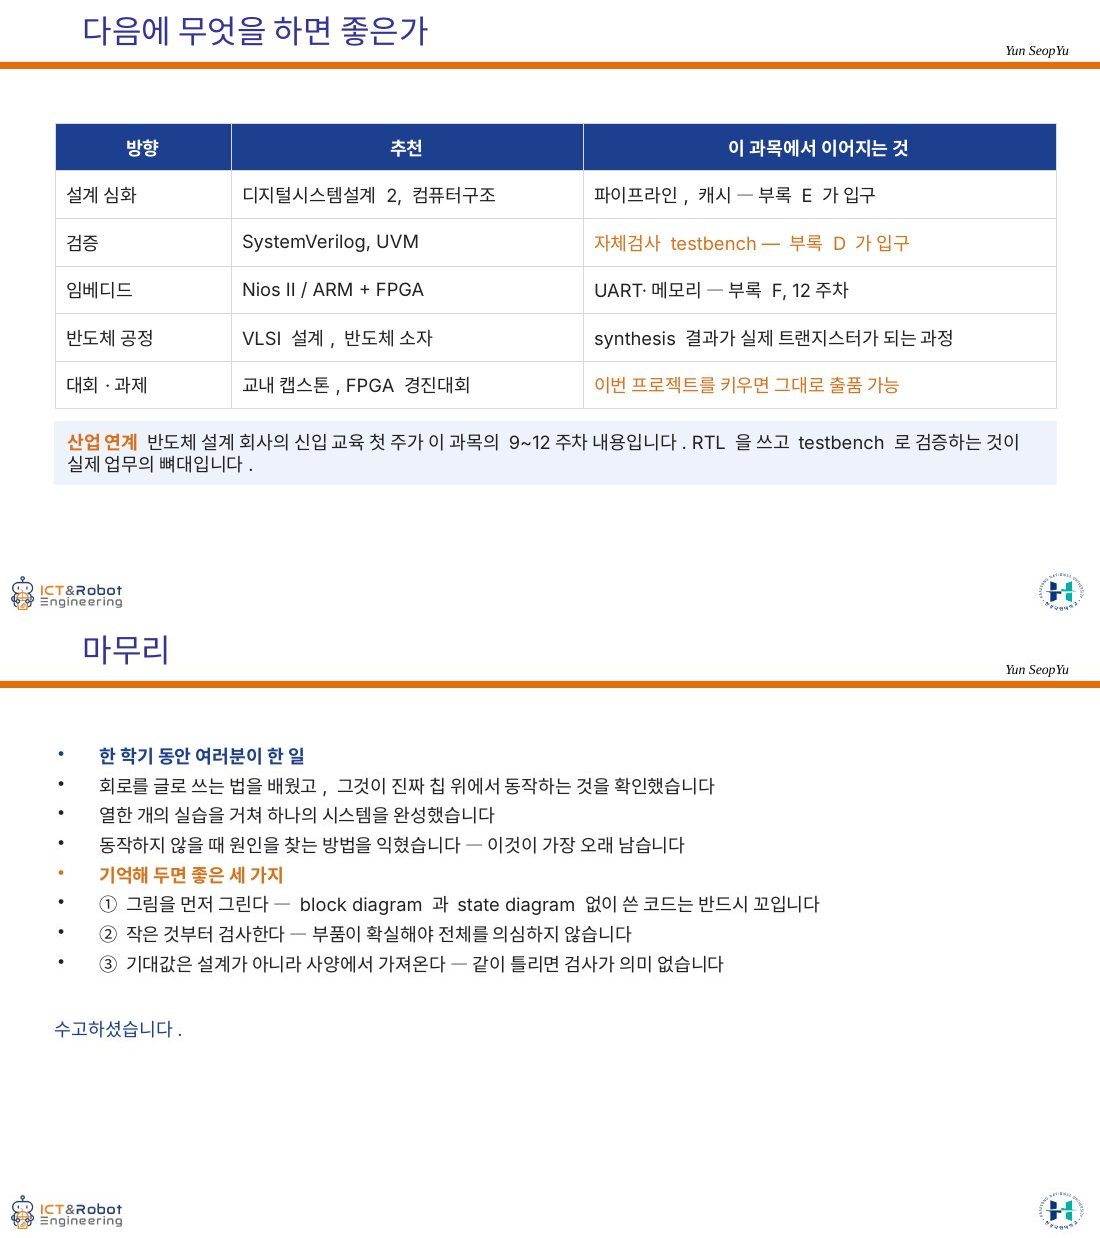 다음에 무엇을 하면 좋은가
Yun SeopYu
방향 추천 이 과목에서 이어지는 것
설계 심화 디지털시스템설계 2, 컴퓨터구조 파이프라인 , 캐시 — 부록 E 가 입구
검증 SystemVerilog, UVM 자체검사 testbench — 부록 D 가 입구
임베디드 Nios II / ARM + FPGA UART· 메모리 — 부록 F, 12 주차
반도체 공정 VLSI 설계 , 반도체 소자 synthesis 결과가 실제 트랜지스터가 되는 과정
대회 · 과제 교내 캡스톤 , FPGA 경진대회 이번 프로젝트를 키우면 그대로 출품 가능
산업 연계 반도체 설계 회사의 신입 교육 첫 주가 이 과목의 9~12 주차 내용입니다 . RTL 을 쓰고 testbench 로 검증하는 것이
실제 업무의 뼈대입니다 .
ICT&Robot
Engineering
마무리
Yun SeopYu
• 한 학기 동안 여러분이 한 일
• 회로를 글로 쓰는 법을 배웠고 , 그것이 진짜 칩 위에서 동작하는 것을 확인했습니다
• 열한 개의 실습을 거쳐 하나의 시스템을 완성했습니다
• 동작하지 않을 때 원인을 찾는 방법을 익혔습니다 — 이것이 가장 오래 남습니다
• 기억해 두면 좋은 세 가지
• ① 그림을 먼저 그린다 — block diagram 과 state diagram 없이 쓴 코드는 반드시 꼬입니다
• ② 작은 것부터 검사한다 — 부품이 확실해야 전체를 의심하지 않습니다
• ③ 기대값은 설계가 아니라 사양에서 가져온다 — 같이 틀리면 검사가 의미 없습니다
수고하셨습니다 .
ICT&Robot
Engineering